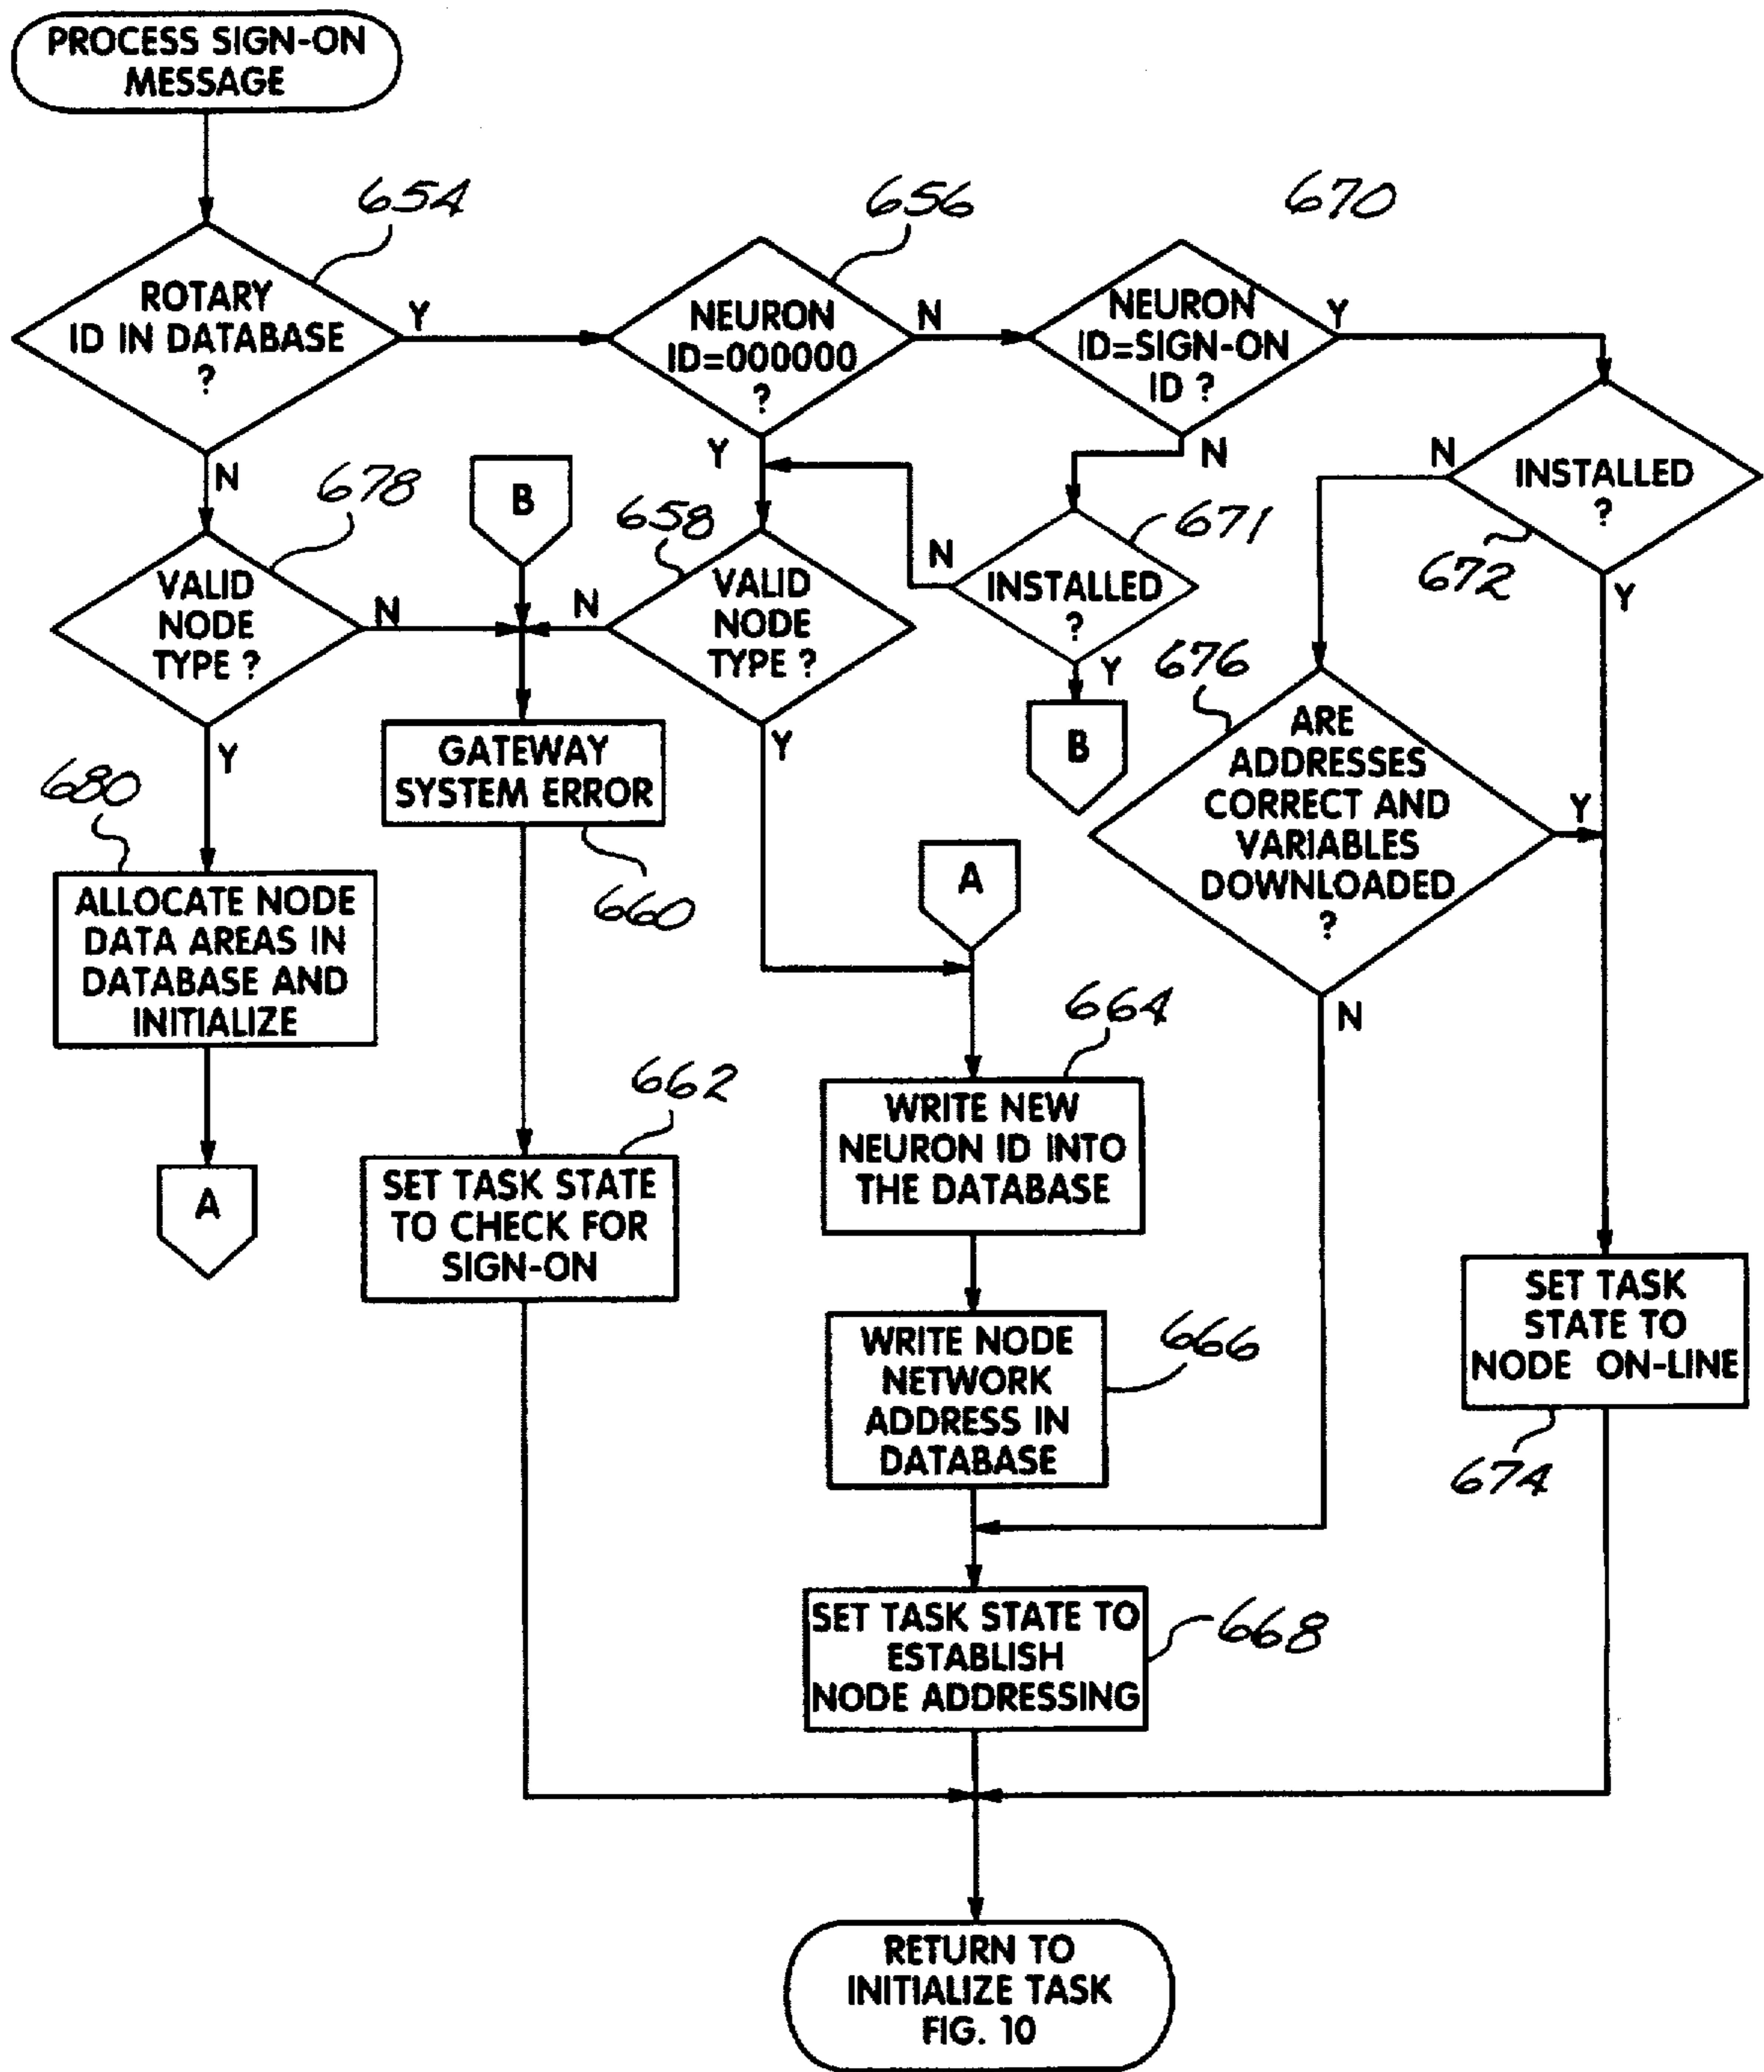 PROCESS SIGN-ON
MESSAGE
654
656
670
ROTARY
ID IN DATABASE
?
Y
NEURON
ID=000000
?
N
NEURON
ID=SIGN-ON
ID ?
Y
N
678
B
Y
658
N
671
N
INSTALLED
?
672
Y
VALID
NODE
TYPE ?
N
N
VALID
NODE
TYPE ?
N
INSTALLED
?
Y
676
Y
680
GATEWAY
SYSTEM ERROR
660
Y
B
ARE
ADDRESSES
CORRECT AND
VARIABLES
DOWNLOADED
?
Y
N
ALLOCATE NODE
DATA AREAS IN
DATABASE AND
INITIALIZE
A
664
662
A
SET TASK STATE
TO CHECK FOR
SIGN-ON
WRITE NEW
NEURON ID INTO
THE DATABASE
SET TASK
STATE TO
NODE ON-LINE
674
WRITE NODE
NETWORK
ADDRESS IN
DATABASE
666
SET TASK STATE TO
ESTABLISH
NODE ADDRESSING
668
RETURN TO
INITIALIZE TASK
FIG. 10